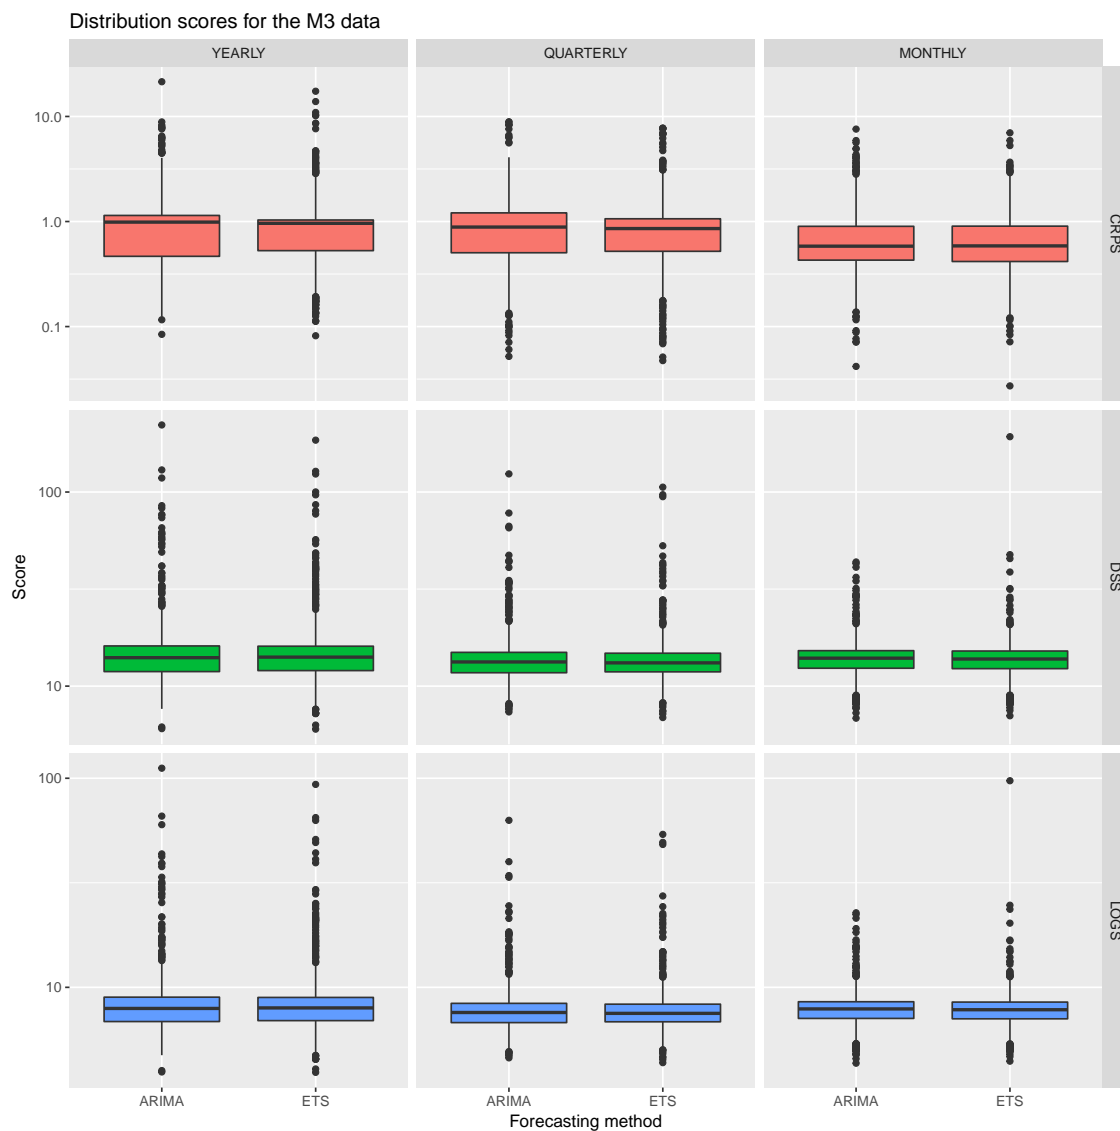 Distribution scores for the M3 data
YEARLY
QUARTERLY
MONTHLY
10.0
1.0
0.1
CRPS
100
10
DSS
Score
100
10
LOGS
ARIMA
ETS
ARIMA
ETS
ARIMA
ETS
Forecasting method